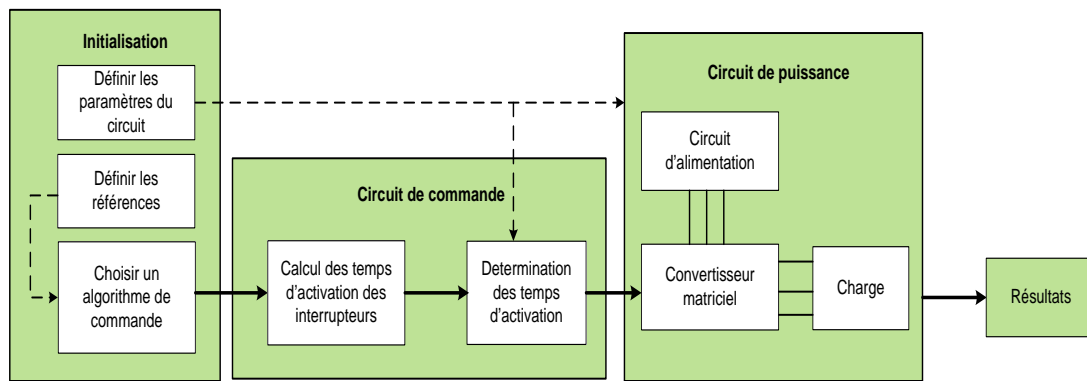 Initialisation
Définir les
paramètres du
circuit
Définir les
références
Choisir un
algorithme de
commande
Circuit de commande
Calcul des temps
d'activation des
interrupteurs
Determination
des temps
d'activation
Circuit de puissance
Circuit
d'alimentation
Convertisseur
matriciel
Charge
Résultats